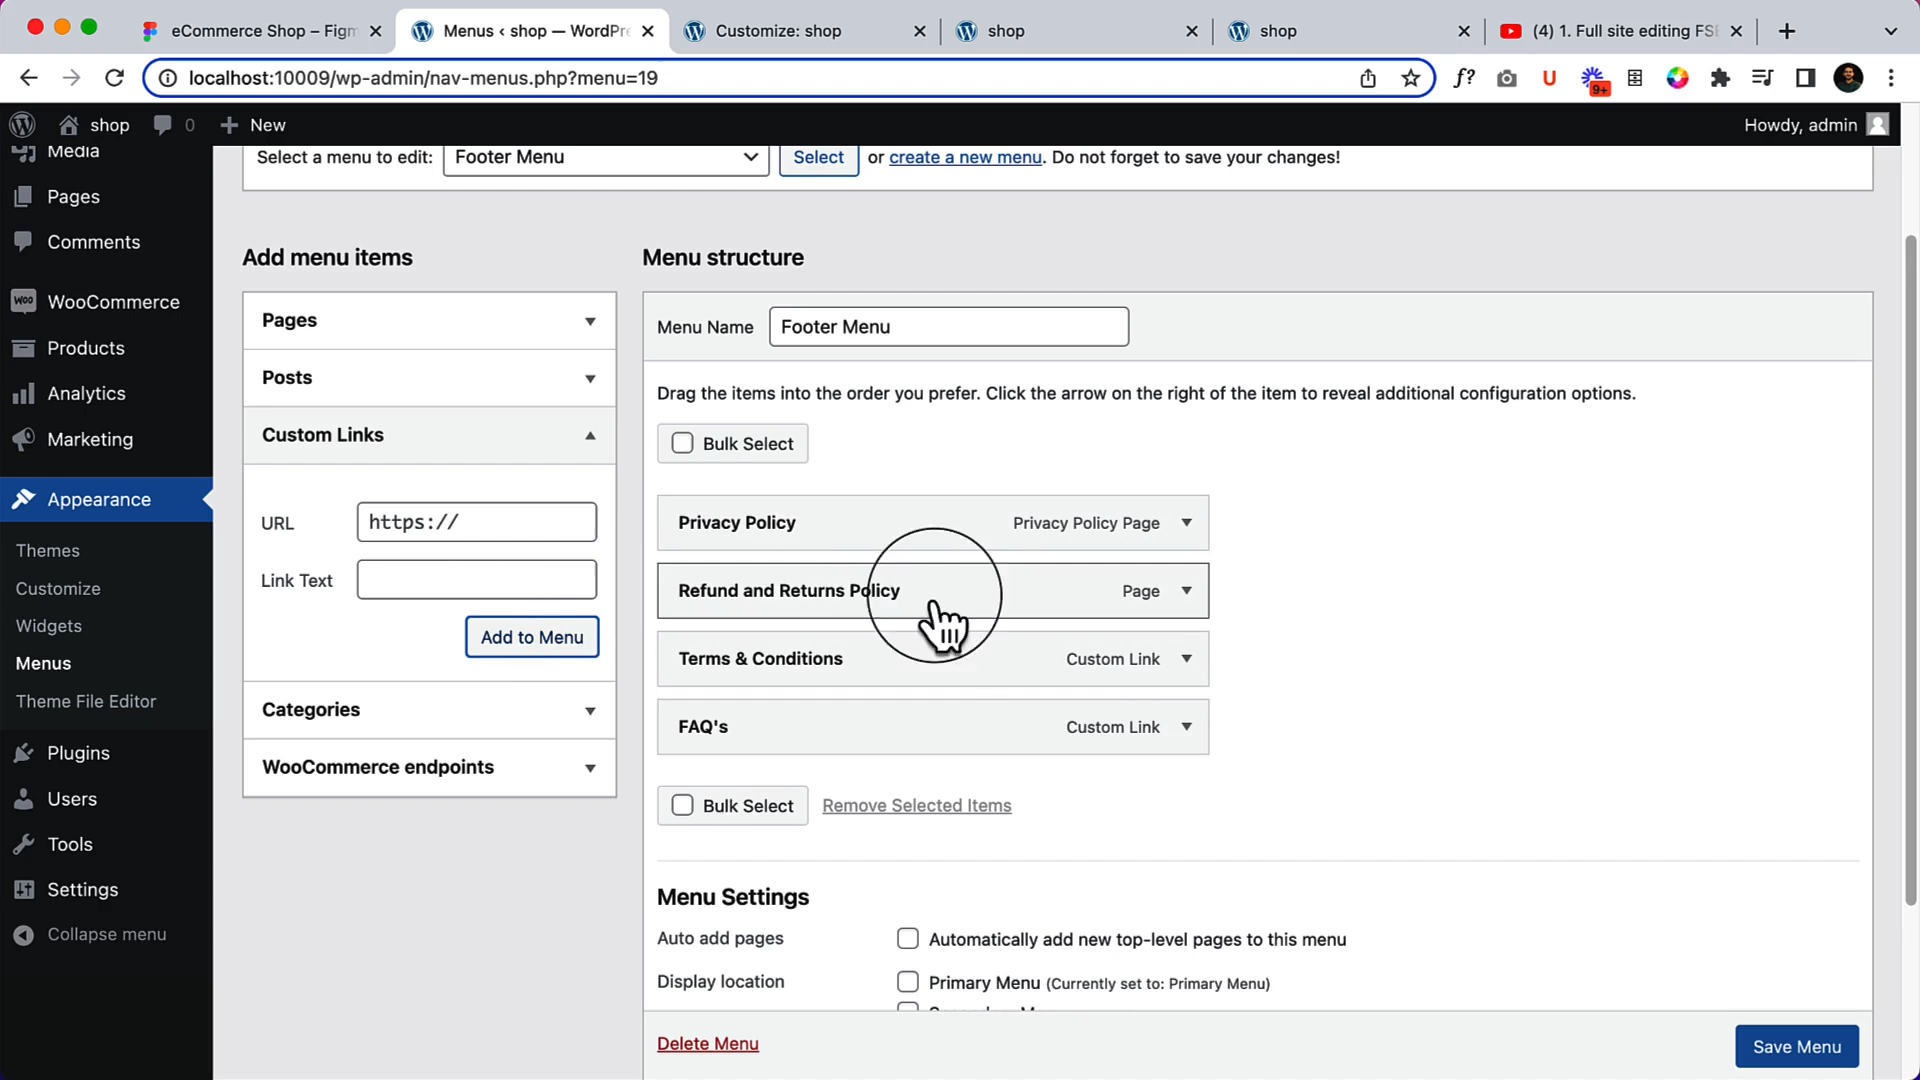 eCommerce Shop – Figm
Menus ‹ shop — WordPre
Customize: shop
shop
shop
(4) 1. Full site editing FSE
localhost:10009/wp-admin/nav-menus.php?menu=19
f?
U
9+
shop
0
New
Howdy, admin
Media
Pages
Comments
WOO
WooCommerce
Products
Analytics
Marketing
Appearance
Themes
Customize
Widgets
Menus
Theme File Editor
Plugins
Users
Tools
Settings
Collapse menu
Select a menu to edit:
Footer Menu
Select
or create a new menu. Do not forget to save your changes!
Add menu items
Pages
Posts
Custom Links
URL
https://
Link Text
Add to Menu
Categories
WooCommerce endpoints
Menu structure
Menu Name
Footer Menu
Drag the items into the order you prefer. Click the arrow on the right of the item to reveal additional configuration options.
Bulk Select
Privacy Policy
Privacy Policy Page
Refund and Returns Policy
Page
Terms & Conditions
Custom Link
FAQ's
Custom Link
Bulk Select
Remove Selected Items
Menu Settings
Auto add pages
Automatically add new top-level pages to this menu
Display location
Primary Menu (Currently set to: Primary Menu)
Delete Menu
Save Menu